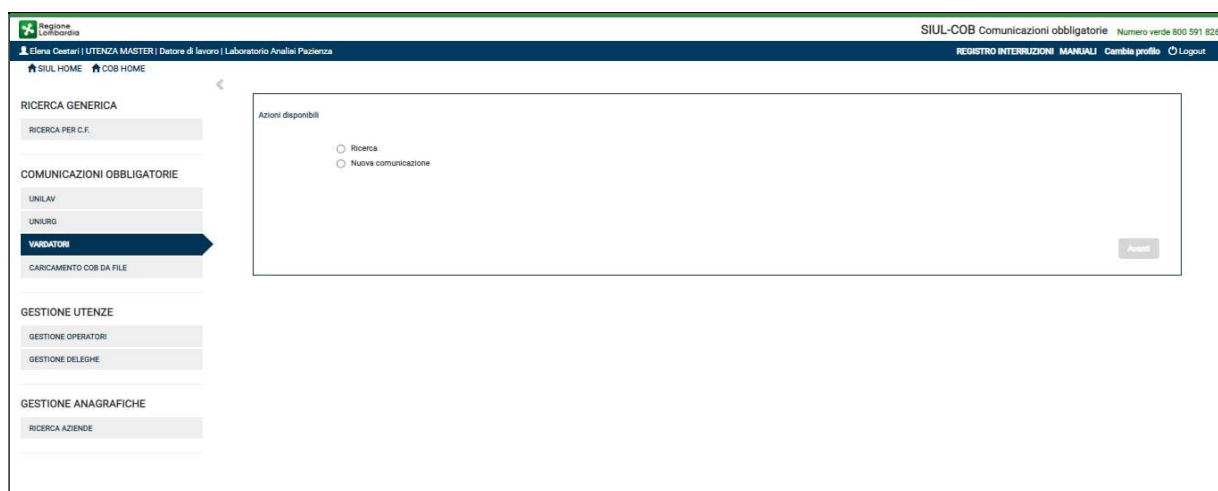 Regione
Lombardia
SIUL-COB Comunicazioni obbligatorie Numero verde 800 591 826
Elena Cestari | UTENZA MASTER | Datore di lavoro | Laboratorio Analisi Pazienza
REGISTRO INTERRUZIONI MANUALI Cambia profilo Logout
SIUL HOME COB HOME
RICERCA GENERICA
RICERCA PER C.F.
COMUNICAZIONI OBBLIGATORIE
UNILAV
UNIURG
VARDATORI
CARICAMENTO COB DA FILE
GESTIONE UTENZE
GESTIONE OPERATORI
GESTIONE DELEGHE
GESTIONE ANAGRAFICHE
RICERCA AZIENDE
Azioni disponibili
Ricerca
Nuova comunicazione
Avanti